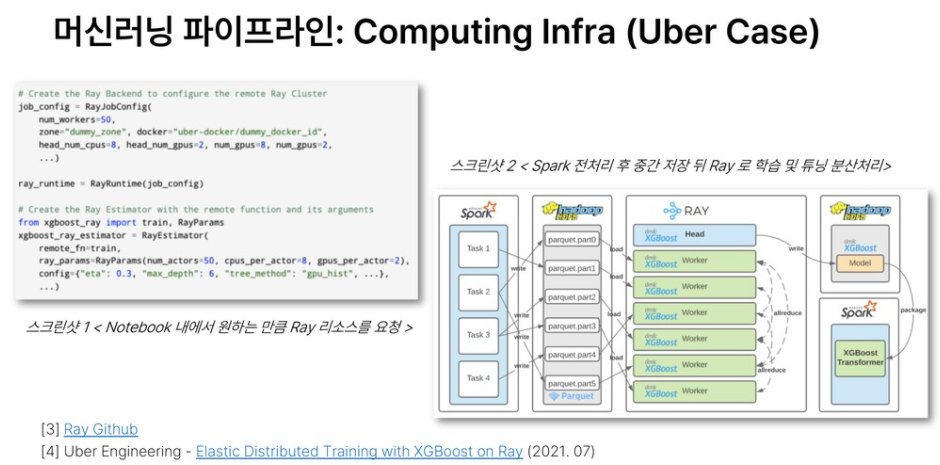 머신러닝 파이프라인: Computing Infra (Uber Case)
# Create the Ray Backend to configure the remote Ray Cluster
job_config = RayJobConfig(
num_workers=50,
zone="dummy_zone", docker="uber-docker/dummy_docker_id",
head_num_cpus=8, head_num_gpus=2, num_gpus=8, num_gpus=2,
...)
ray_runtime = RayRuntime(job_config)
# Create the Ray Estimator with the remote function and its arguments
from xgboost_ray import train, RayParams
xgboost_ray_estimator = RayEstimator(
remote_fn=train,
ray_params=RayParams(num_actors=50, cpus_per_actor=8, gpus_per_actor=2),
config={"eta": 0.3, "max_depth": 6, "tree_method": "gpu_hist", ...},
...)
스크린샷 1 < Notebook 내에서 원하는 만큼 Ray 리소스를 요청 >
스크린샷 2 < Spark 전처리 후 중간 저장 뒤 Ray 로 학습 및 튜닝 분산처리>
Spark
Task 1
Task 2
Task 3
Task 4
write
write
write
write
hadoop
HDFS
parquet.part0
parquet.part1
parquet.part2
parquet.part3
parquet.part4
parquet.part5
Parquet
load
load
load
load
RAY
dmlc XGBoost Head
dmlc XGBoost Worker
dmlc XGBoost Worker
dmlc XGBoost Worker
dmlc XGBoost Worker
dmlc XGBoost Worker
dmlc XGBoost Worker
allreduce
allreduce
write
hadoop
HDFS
dmlc XGBoost
Model
package
Spark
XGBoost
Transformer
[3] Ray Github
[4] Uber Engineering - Elastic Distributed Training with XGBoost on Ray (2021. 07)